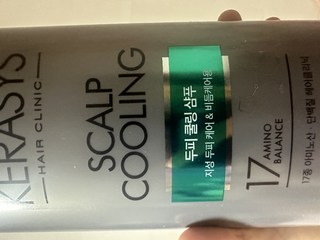 KERASYS
HAIR CLINIC
SCALP
COOLING
두피 쿨링 샴푸
지성 두피 케어 & 비듬케어용
17 AMINO
BALANCE
17종 아미노산 · 단백질 헤어클리닉